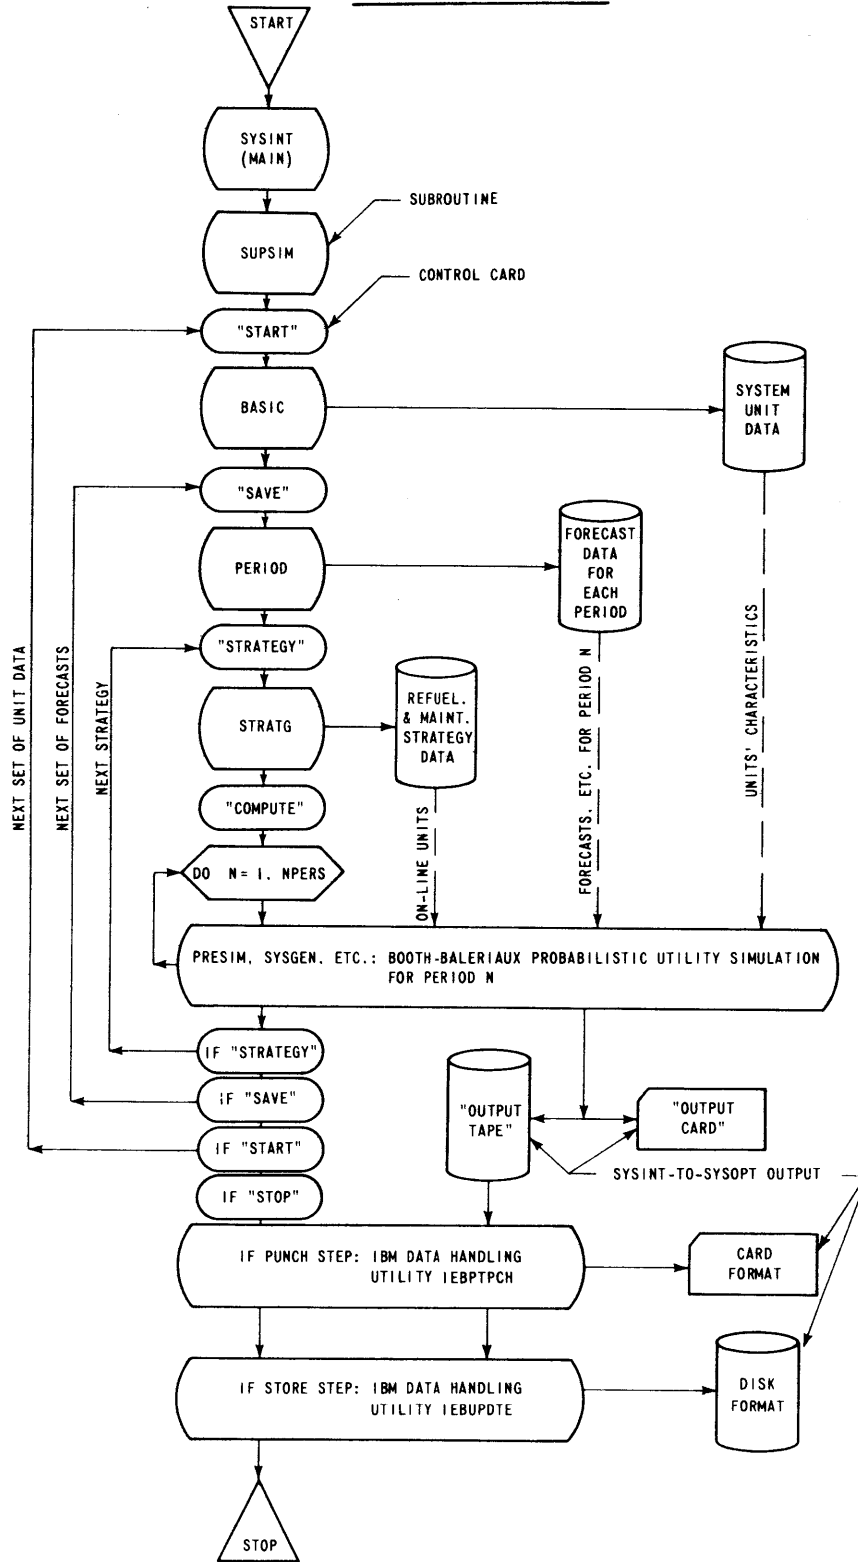 START
SYSINT
(MAIN)
SUBROUTINE
SUPSIM
CONTROL CARD
"START"
BASIC
SYSTEM
UNIT
DATA
"SAVE"
PERIOD
FORECAST
DATA
FOR
EACH
PERIOD
"STRATEGY"
STRATG
REFUEL.
& MAINT.
STRATEGY
DATA
"COMPUTE"
DO N= 1, NPERS
NEXT SET OF UNIT DATA
NEXT SET OF FORECASTS
NEXT STRATEGY
ON-LINE UNITS
FORECASTS, ETC. FOR PERIOD N
UNITS' CHARACTERISTICS
PRESIM, SYSGEN, ETC.: BOOTH-BALERIAUX PROBABILISTIC UTILITY SIMULATION
FOR PERIOD N
IF "STRATEGY"
IF "SAVE"
IF "START"
IF "STOP"
"OUTPUT
TAPE"
"OUTPUT
CARD"
SYSINT-TO-SYSOPT OUTPUT
IF PUNCH STEP: IBM DATA HANDLING
UTILITY IEBPTPCH
CARD
FORMAT
IF STORE STEP: IBM DATA HANDLING
UTILITY IEBUPDTE
DISK
FORMAT
STOP